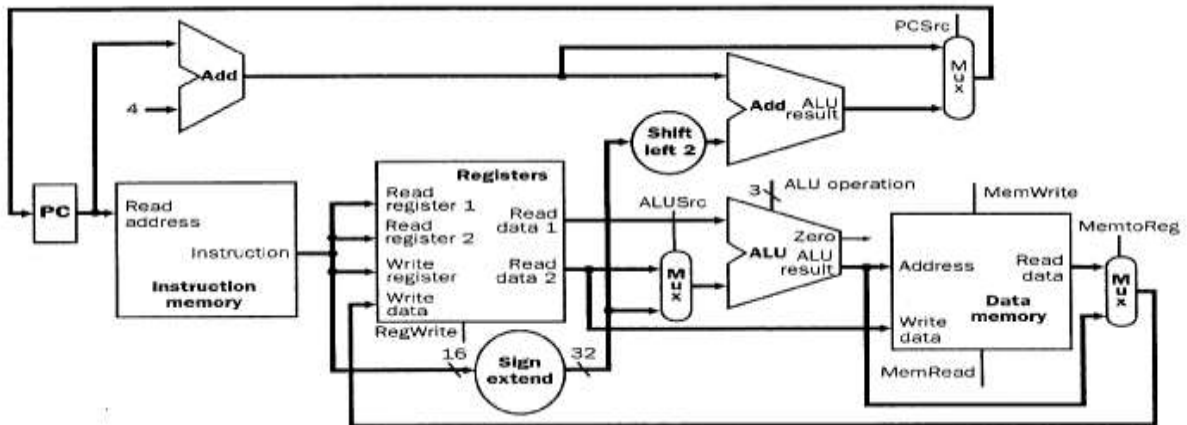 PCSrc
Mux
Add
4
Add
ALU
result
Shift
left 2
PC
Read
address
Instruction
Instruction
memory
Registers
Read
register 1
Read
register 2
Write
register
Write
data
Read
data 1
Read
data 2
RegWrite
16
Sign
extend
32
ALUSrc
Mux
3
ALU operation
Zero
ALU
ALU
result
MemWrite
Address
Read
data
Write
data
Data
memory
MemRead
MemtoReg
Mux